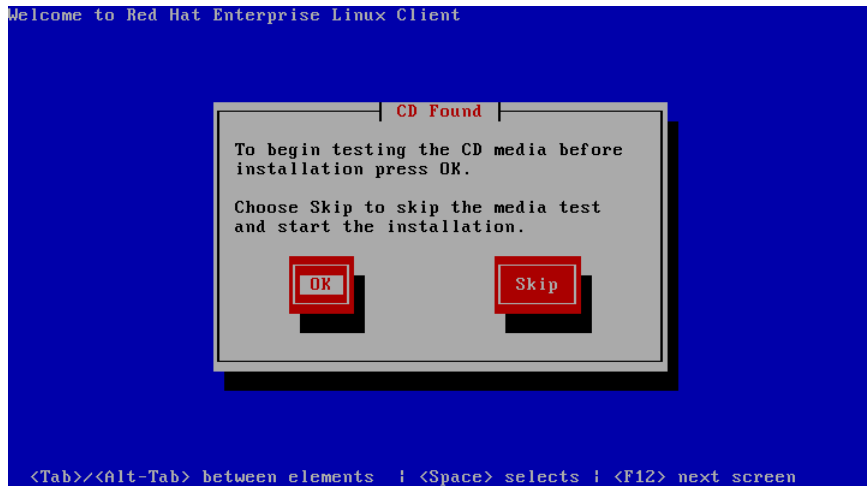 Welcome to Red Hat Enterprise Linux Client
CD Found
To begin testing the CD media before
installation press OK.
Choose Skip to skip the media test
and start the installation.
OK Skip
<Tab>/<Alt-Tab> between elements | <Space> selects | <F12> next screen